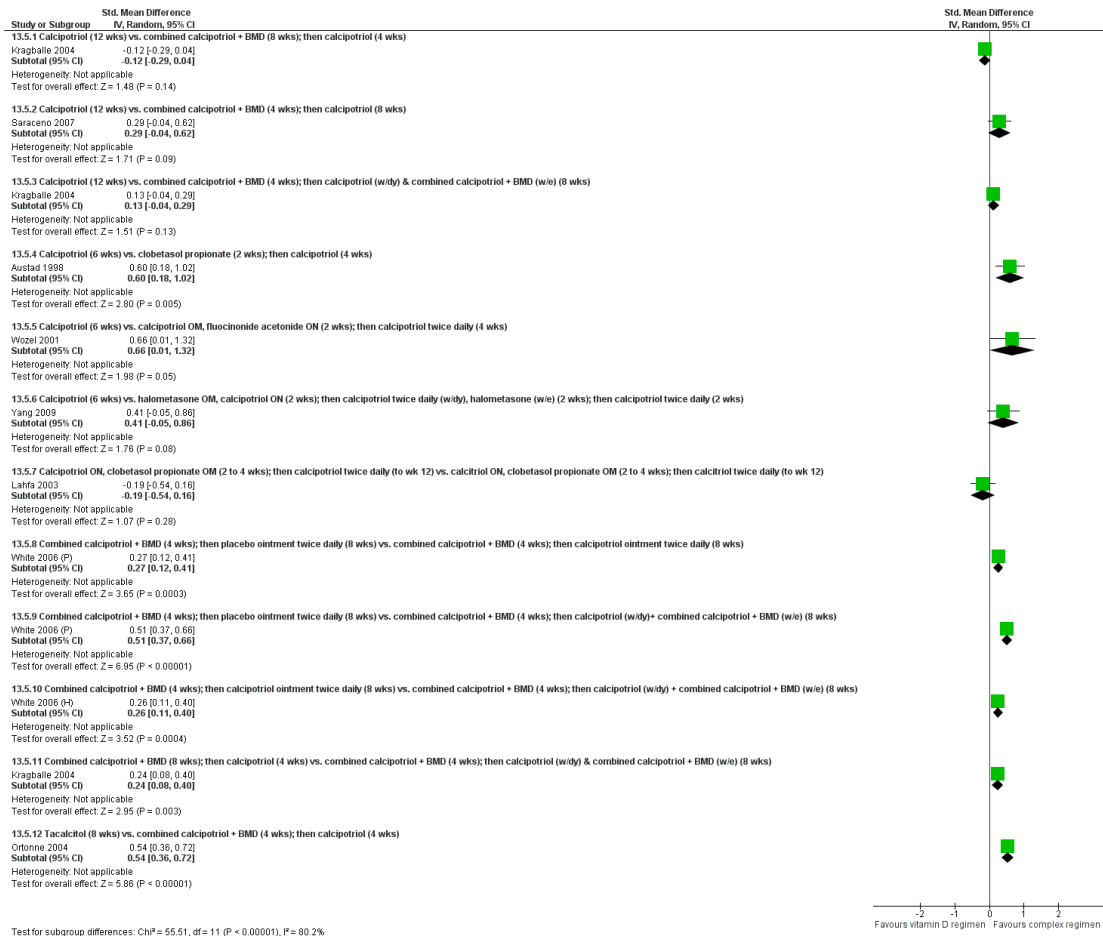 Std. Mean Difference Std. Mean Difference
Study or Subgroup IV, Random, 95% CI IV, Random, 95% CI
13.5.1 Calcipotriol (12 wks) vs. combined calcipotriol + BMD (8 wks); then calcipotriol (4 wks)
Kragballe 2004 -0.12 [-0.29, 0.04]
Subtotal (95% CI) -0.12 [-0.29, 0.04]
Heterogeneity: Not applicable
Test for overall effect: Z = 1.48 (P = 0.14)
13.5.2 Calcipotriol (12 wks) vs. combined calcipotriol + BMD (4 wks); then calcipotriol (8 wks)
Saraceno 2007 0.29 [-0.04, 0.62]
Subtotal (95% CI) 0.29 [-0.04, 0.62]
Heterogeneity: Not applicable
Test for overall effect: Z = 1.71 (P = 0.09)
13.5.3 Calcipotriol (12 wks) vs. combined calcipotriol + BMD (4 wks); then calcipotriol (w/dy) & combined calcipotriol + BMD (w/e) (8 wks)
Kragballe 2004 0.13 [-0.04, 0.29]
Subtotal (95% CI) 0.13 [-0.04, 0.29]
Heterogeneity: Not applicable
Test for overall effect: Z = 1.51 (P = 0.13)
13.5.4 Calcipotriol (6 wks) vs. clobetasol propionate (2 wks); then calcipotriol (4 wks)
Austad 1998 0.60 [0.18, 1.02]
Subtotal (95% CI) 0.60 [0.18, 1.02]
Heterogeneity: Not applicable
Test for overall effect: Z = 2.80 (P = 0.005)
13.5.5 Calcipotriol (6 wks) vs. calcipotriol OM, fluocinonide acetonide ON (2 wks); then calcipotriol twice daily (4 wks)
Wozel 2001 0.66 [0.01, 1.32]
Subtotal (95% CI) 0.66 [0.01, 1.32]
Heterogeneity: Not applicable
Test for overall effect: Z = 1.98 (P = 0.05)
13.5.6 Calcipotriol (6 wks) vs. halometasone OM, calcipotriol ON (2 wks); then calcipotriol twice daily (w/dy), halometasone (w/e) (2 wks); then calcipotriol twice daily (2 wks)
Yang 2009 0.41 [-0.05, 0.86]
Subtotal (95% CI) 0.41 [-0.05, 0.86]
Heterogeneity: Not applicable
Test for overall effect: Z = 1.76 (P = 0.08)
13.5.7 Calcipotriol ON, clobetasol propionate OM (2 to 4 wks); then calcipotriol twice daily (to wk 12) vs. calcitriol ON, clobetasol propionate OM (2 to 4 wks); then calcitriol twice daily (to wk 12)
Lahfa 2003 -0.19 [-0.54, 0.16]
Subtotal (95% CI) -0.19 [-0.54, 0.16]
Heterogeneity: Not applicable
Test for overall effect: Z = 1.07 (P = 0.28)
13.5.8 Combined calcipotriol + BMD (4 wks); then placebo ointment twice daily (8 wks) vs. combined calcipotriol + BMD (4 wks); then calcipotriol ointment twice daily (8 wks)
White 2006 (P) 0.27 [0.12, 0.41]
Subtotal (95% CI) 0.27 [0.12, 0.41]
Heterogeneity: Not applicable
Test for overall effect: Z = 3.65 (P = 0.0003)
13.5.9 Combined calcipotriol + BMD (4 wks); then placebo ointment twice daily (8 wks) vs. combined calcipotriol + BMD (4 wks); then calcipotriol (w/dy)+ combined calcipotriol + BMD (w/e) (8 wks)
White 2006 (P) 0.51 [0.37, 0.66]
Subtotal (95% CI) 0.51 [0.37, 0.66]
Heterogeneity: Not applicable
Test for overall effect: Z = 6.95 (P < 0.00001)
13.5.10 Combined calcipotriol + BMD (4 wks); then calcipotriol ointment twice daily (8 wks) vs. combined calcipotriol + BMD (4 wks); then calcipotriol (w/dy) + combined calcipotriol + BMD (w/e) (8 wks)
White 2006 (H) 0.26 [0.11, 0.40]
Subtotal (95% CI) 0.26 [0.11, 0.40]
Heterogeneity: Not applicable
Test for overall effect: Z = 3.52 (P = 0.0004)
13.5.11 Combined calcipotriol + BMD (8 wks); then calcipotriol (4 wks) vs. combined calcipotriol + BMD (4 wks); then calcipotriol (w/dy) & combined calcipotriol + BMD (w/e) (8 wks)
Kragballe 2004 0.24 [0.08, 0.40]
Subtotal (95% CI) 0.24 [0.08, 0.40]
Heterogeneity: Not applicable
Test for overall effect: Z = 2.95 (P = 0.003)
13.5.12 Tacalcitol (8 wks) vs. combined calcipotriol + BMD (4 wks); then calcipotriol (4 wks)
Ortonne 2004 0.54 [0.36, 0.72]
Subtotal (95% CI) 0.54 [0.36, 0.72]
Heterogeneity: Not applicable
Test for overall effect: Z = 5.86 (P < 0.00001)
-2 -1 0 1 2
Favours vitamin D regimen Favours complex regimen
Test for subgroup differences: Chi² = 55.51, df = 11 (P < 0.00001), I² = 80.2%